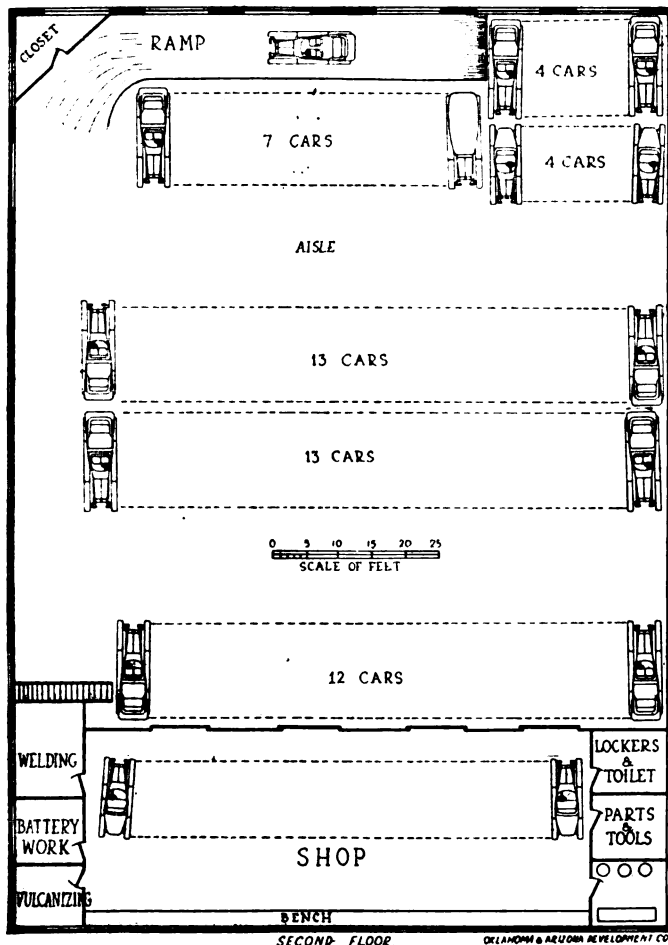 CLOSET
RAMP
4 CARS
7 CARS
4 CARS
AISLE
13 CARS
13 CARS
0 5 10 15 20 25
SCALE OF FEET
12 CARS
WELDING
LOCKERS
&
TOILET
BATTERY
WORK
PARTS
&
TOOLS
SHOP
VULCANIZING
BENCH
SECOND FLOOR
OKLAHOMA & ARIZONA DEVELOPMENT CO